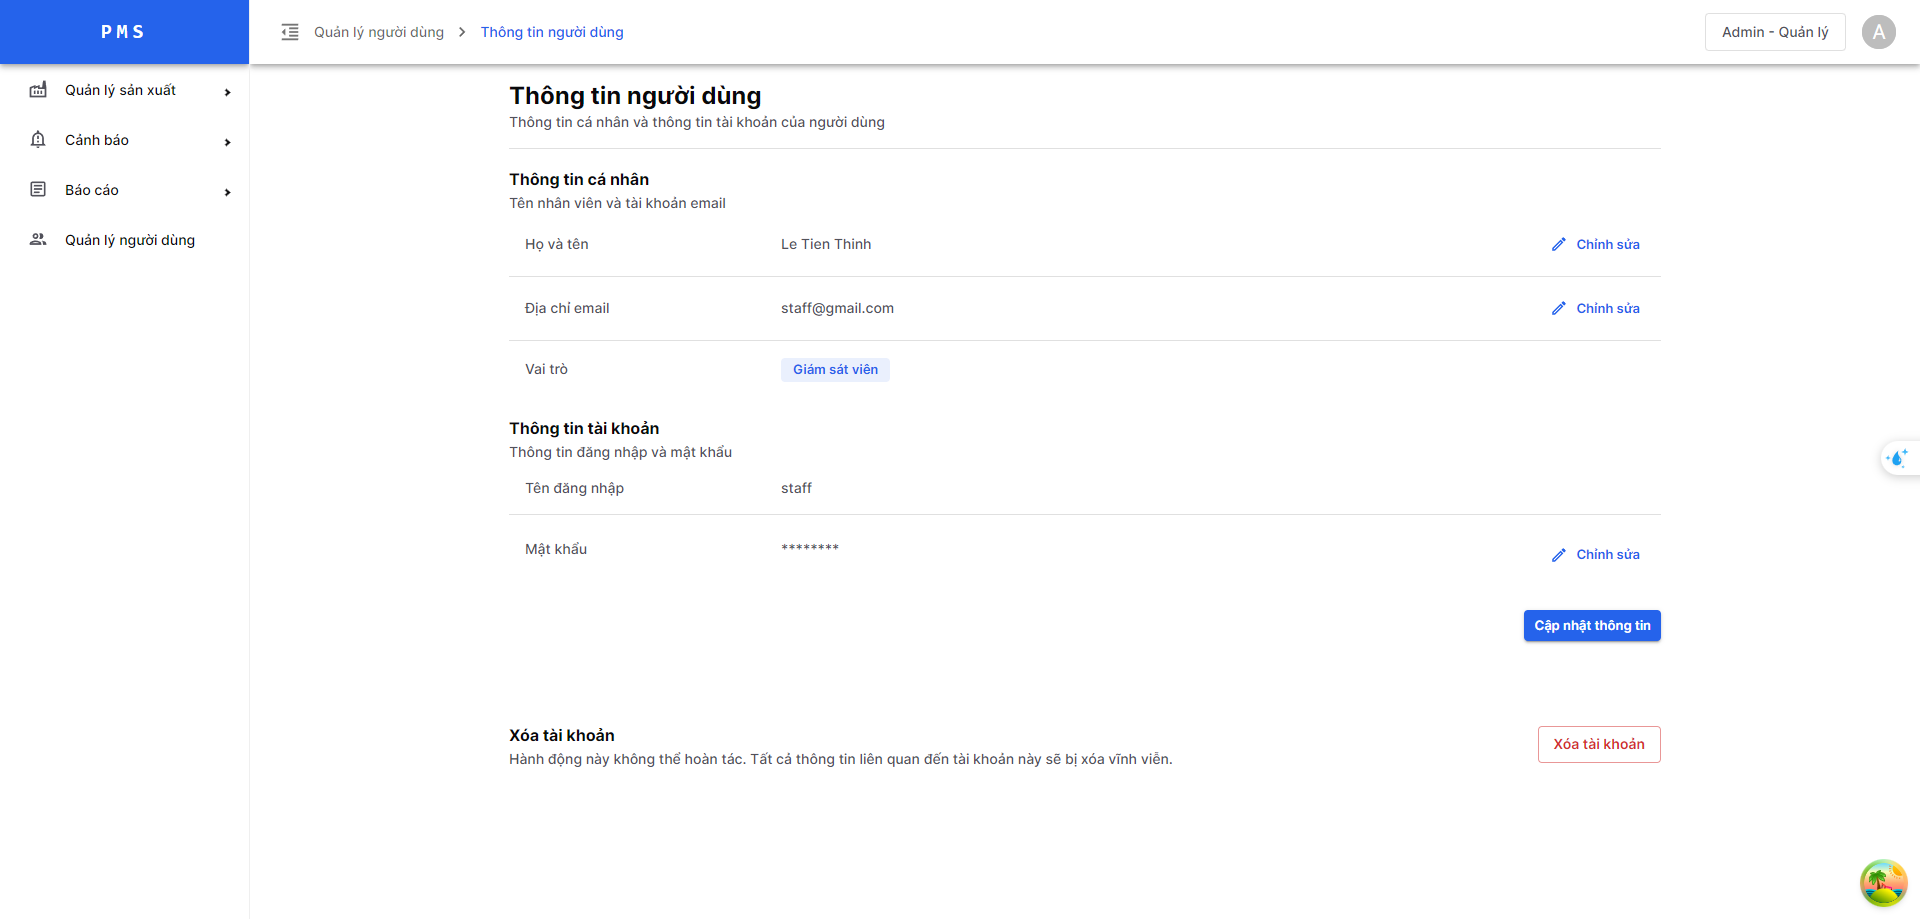 PMS
Quản lý người dùng
Thông tin người dùng
Admin - Quản lý
A
Quản lý sản xuất
Cảnh báo
Báo cáo
Quản lý người dùng
Thông tin người dùng
Thông tin cá nhân và thông tin tài khoản của người dùng
Thông tin cá nhân
Tên nhân viên và tài khoản email
Họ và tên
Le Tien Thinh
Chỉnh sửa
Địa chỉ email
staff@gmail.com
Chỉnh sửa
Vai trò
Giám sát viên
Thông tin tài khoản
Thông tin đăng nhập và mật khẩu
Tên đăng nhập
staff
Mật khẩu
********
Chỉnh sửa
Cập nhật thông tin
Xóa tài khoản
Hành động này không thể hoàn tác. Tất cả thông tin liên quan đến tài khoản này sẽ bị xóa vĩnh viễn.
Xóa tài khoản